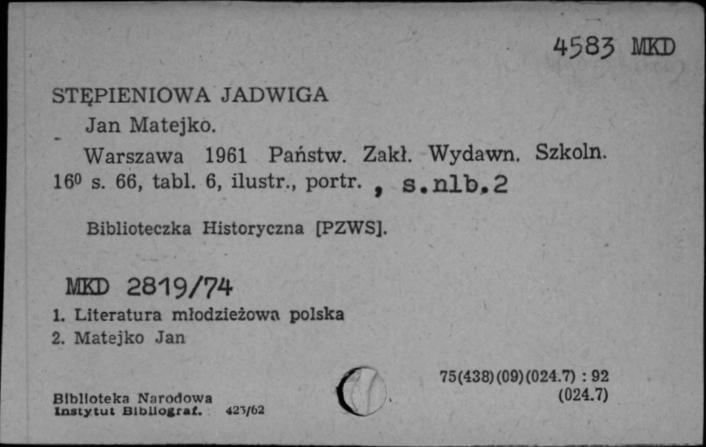 4583 MKD
STĘPIENIOWA JADWIGA
Jan Matejko.
Warszawa 1961 Państw. Zakł. Wydawn. Szkoln.
16⁰ s. 66, tabl. 6, ilustr., portr. , s.nlb.2
Biblioteczka Historyczna [PZWS].
MKD 2819/74
1. Literatura młodzieżowa polska
2. Matejko Jan
75(438)(09)(024.7) : 92
(024.7)
Biblioteka Narodowa
Instytut Bibliograf. 423/62